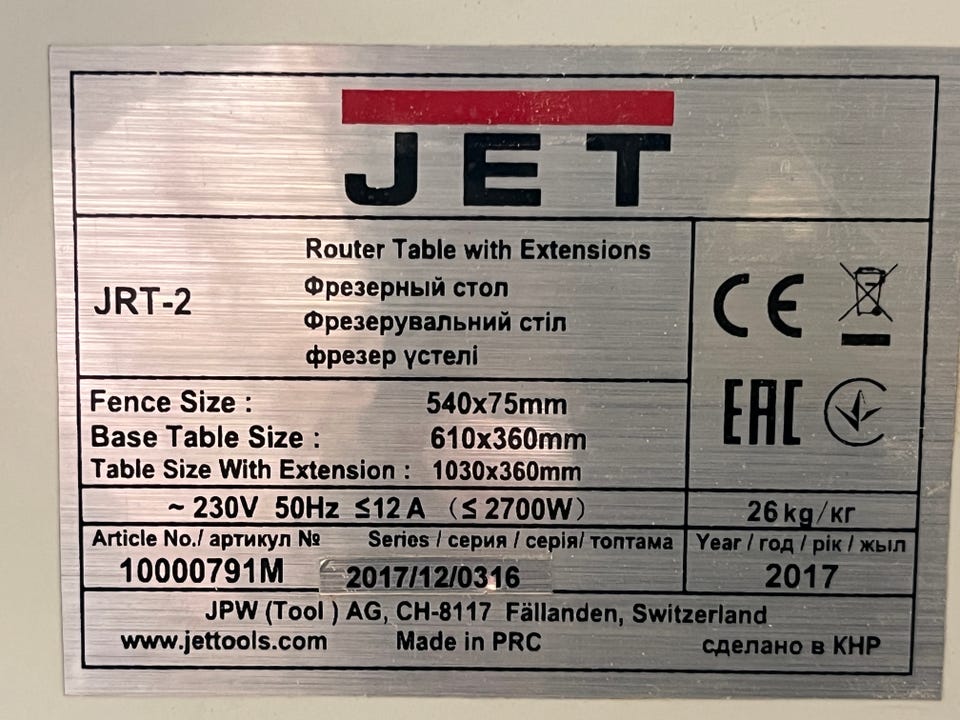 JET
JRT-2
Router Table with Extensions
Фрезерный стол
Фрезерувальний стіл
фрезер үстелі
CE
EAC
Fence Size : 540x75mm
Base Table Size : 610x360mm
Table Size With Extension : 1030x360mm
~ 230V 50Hz ≤12 A (≤ 2700W)
26 kg/кг
Article No./ артикул №
Series / серия / серія/ топтама
Year / год / рік / жыл
10000791M
2017/12/0316
2017
JPW (Tool ) AG, CH-8117 Fällanden, Switzerland
www.jettools.com Made in PRC сделано в КНР